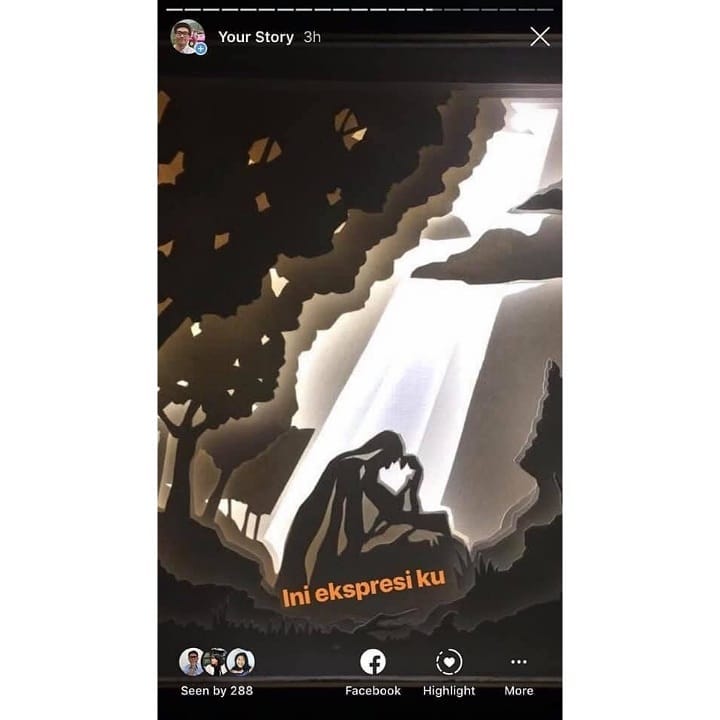 Your Story 3h
Ini ekspresi ku
Seen by 288
Facebook
Highlight
More